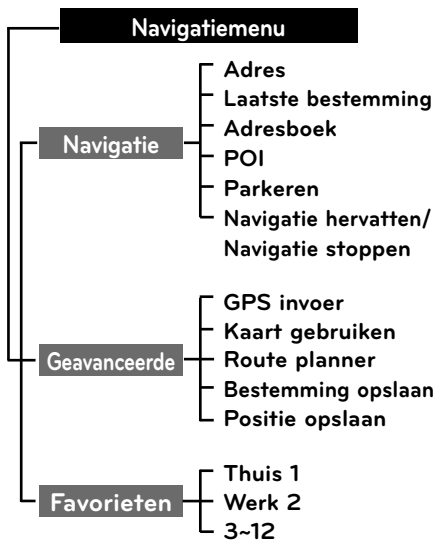 Navigatiemenu
Navigatie
Adres
Laatste bestemming
Adresboek
POI
Parkeren
Navigatie hervatten/
Navigatie stoppen
Geavanceerde
GPS invoer
Kaart gebruiken
Route planner
Bestemming opslaan
Positie opslaan
Favorieten
Thuis 1
Werk 2
3~12